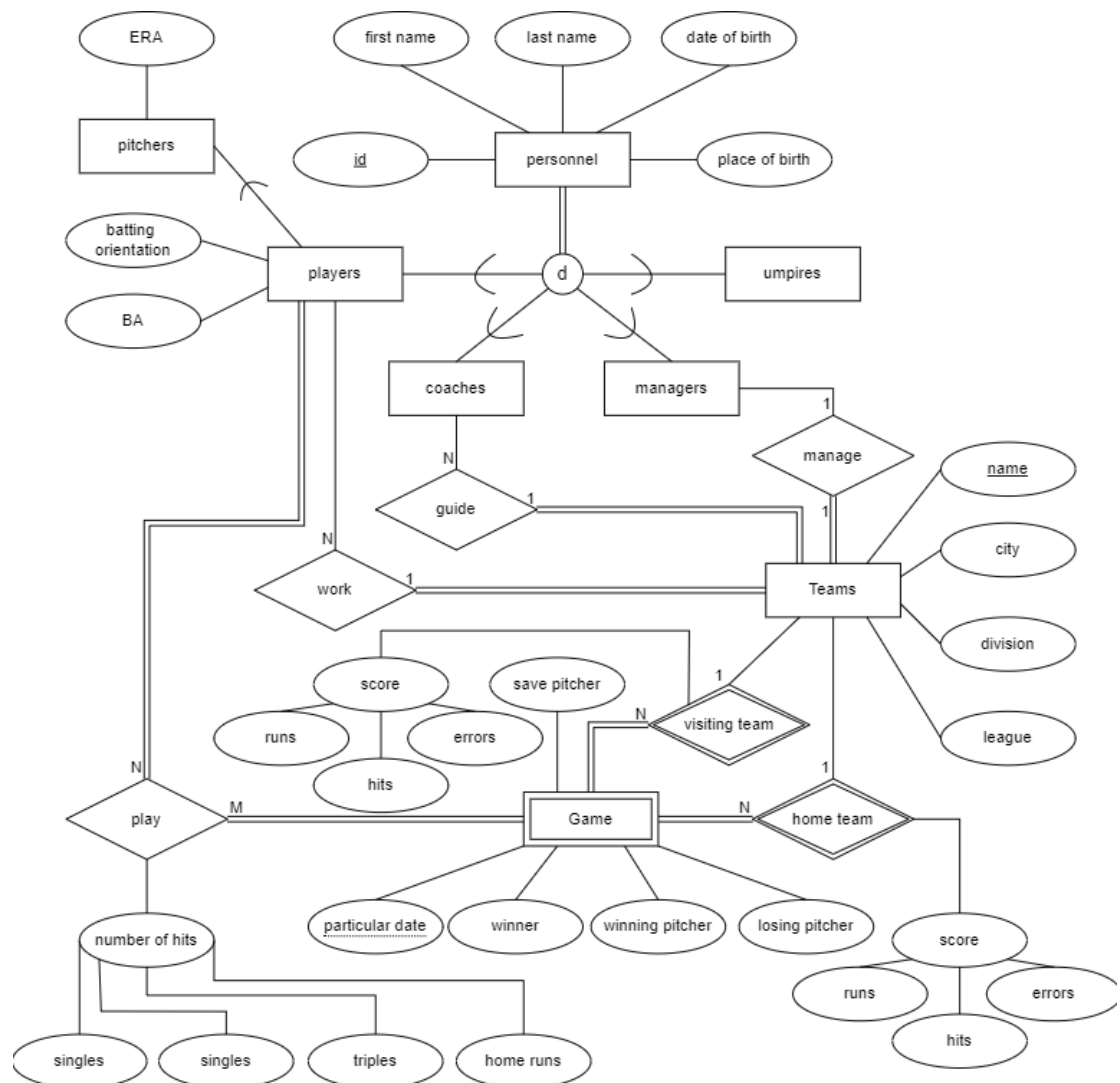 ERA
first name
last name
date of birth
pitchers
id
personnel
place of birth
batting
orientation
players
d
umpires
BA
coaches
managers
1
N
manage
name
guide
1
1
N
city
work
1
Teams
score
save pitcher
1
division
runs
errors
N
visiting team
league
hits
N
1
play
M
Game
N
home team
number of hits
particular date
winner
winning pitcher
losing pitcher
score
runs
errors
hits
singles
singles
triples
home runs